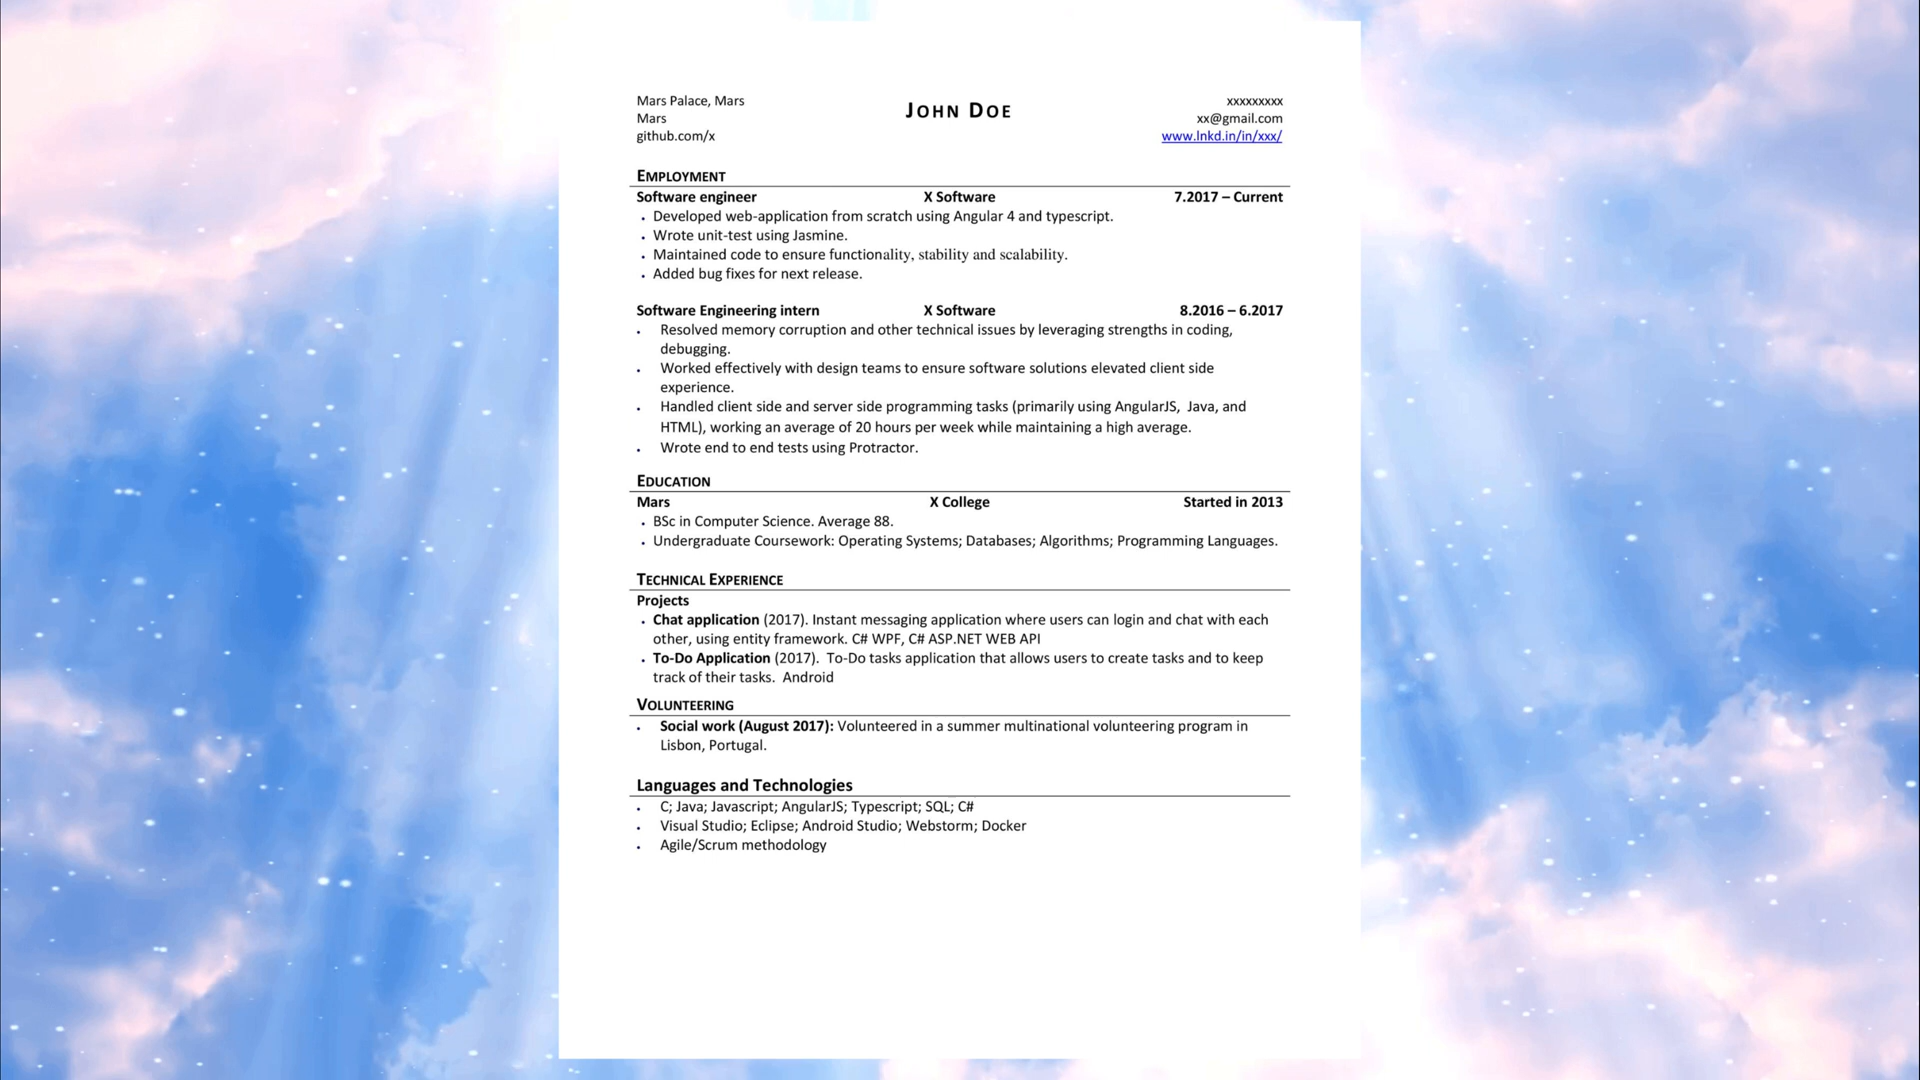 Mars Palace, Mars
Mars
github.com/x
JOHN DOE
xxxxxxxxx
xx@gmail.com
www.lnkd.in/in/xxx/
EMPLOYMENT
Software engineer X Software 7.2017 – Current
• Developed web-application from scratch using Angular 4 and typescript.
• Wrote unit-test using Jasmine.
• Maintained code to ensure functionality, stability and scalability.
• Added bug fixes for next release.
Software Engineering intern X Software 8.2016 – 6.2017
• Resolved memory corruption and other technical issues by leveraging strengths in coding,
debugging.
• Worked effectively with design teams to ensure software solutions elevated client side
experience.
• Handled client side and server side programming tasks (primarily using AngularJS, Java, and
HTML), working an average of 20 hours per week while maintaining a high average.
• Wrote end to end tests using Protractor.
EDUCATION
Mars X College Started in 2013
• BSc in Computer Science. Average 88.
• Undergraduate Coursework: Operating Systems; Databases; Algorithms; Programming Languages.
TECHNICAL EXPERIENCE
Projects
• Chat application (2017). Instant messaging application where users can login and chat with each
other, using entity framework. C# WPF, C# ASP.NET WEB API
• To-Do Application (2017). To-Do tasks application that allows users to create tasks and to keep
track of their tasks. Android
VOLUNTEERING
• Social work (August 2017): Volunteered in a summer multinational volunteering program in
Lisbon, Portugal.
Languages and Technologies
• C; Java; Javascript; AngularJS; Typescript; SQL; C#
• Visual Studio; Eclipse; Android Studio; Webstorm; Docker
• Agile/Scrum methodology